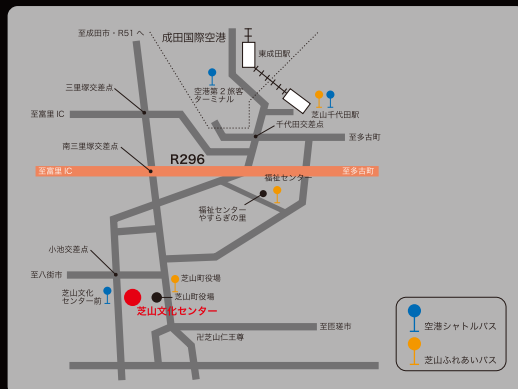 至成田市・R51 へ
成田国際空港
東成田駅
空港第2旅客
ターミナル
三里塚交差点
芝山千代田駅
至富里 IC
千代田交差点
至多古町
南三里塚交差点
R296
至富里 IC
至多古町
福祉センター
福祉センター
やすらぎの里
小池交差点
至八街市
芝山町役場
芝山文化
センター前
芝山町役場
芝山文化センター
空港シャトルバス
至匝瑳市
卍芝山仁王尊
芝山ふれあいバス